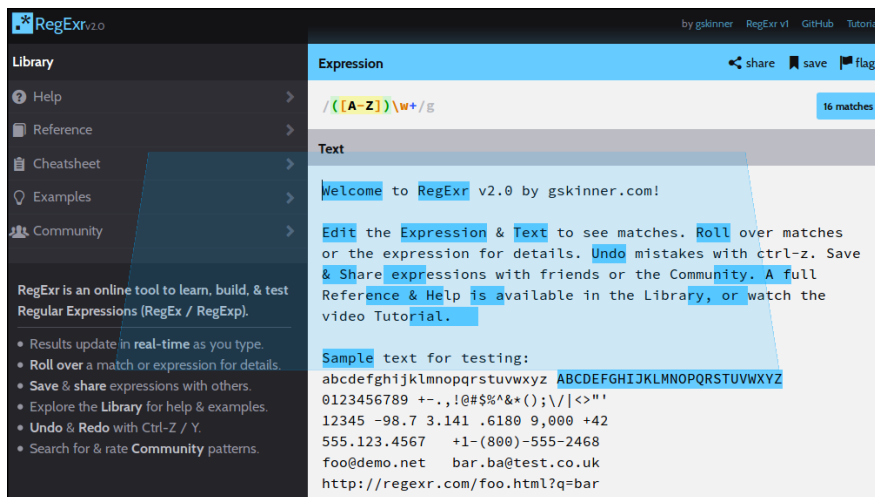 RegExr v2.0
by gskinner RegExr v1 GitHub Tutoria
Library
Help
Reference
Cheatsheet
Examples
Community
RegExr is an online tool to learn, build, & test
Regular Expressions (RegEx / RegExp).
Results update in real-time as you type.
Roll over a match or expression for details.
Save & share expressions with others.
Explore the Library for help & examples.
Undo & Redo with Ctrl-Z / Y.
Search for & rate Community patterns.
Expression share save flag
/([A-Z])\w+/g
16 matches
Text
Welcome to RegExr v2.0 by gskinner.com!
Edit the Expression & Text to see matches. Roll over matches
or the expression for details. Undo mistakes with ctrl-z. Save
& Share expressions with friends or the Community. A full
Reference & Help is available in the Library, or watch the
video Tutorial.
Sample text for testing:
abcdefghijklmnopqrstuvwxyz ABCDEFGHIJKLMNOPQRSTUVWXYZ
0123456789 +-.,!@#$%^&*();\/|<>"'
12345 -98.7 3.141 .6180 9,000 +42
555.123.4567 +1-(800)-555-2468
foo@demo.net bar.ba@test.co.uk
http://regexr.com/foo.html?q=bar